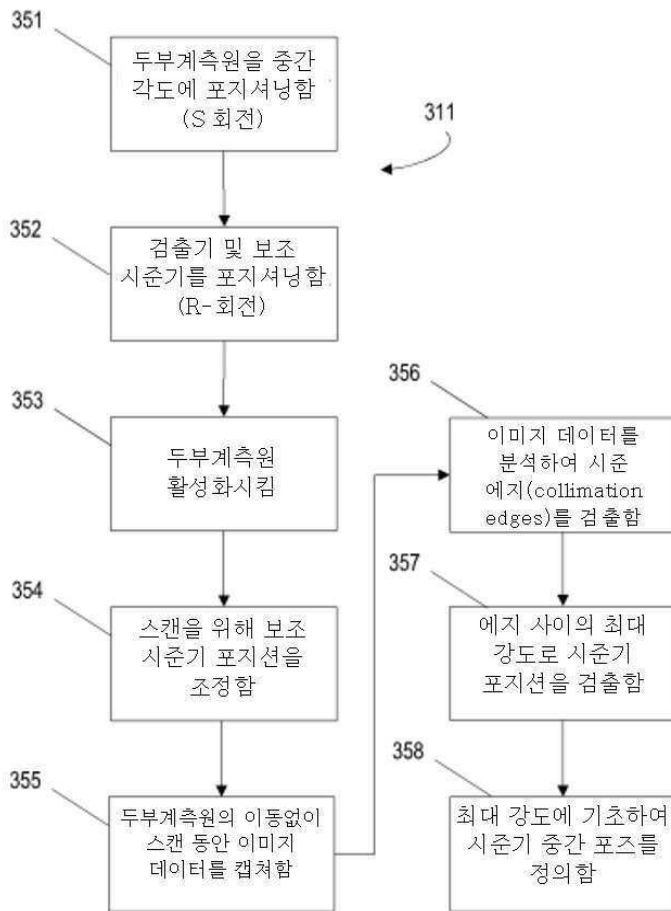 351
두부계측원을 중간
각도에 포지셔닝함
(S 회전)
311
352
검출기 및 보조
시준기를 포지셔닝함
(R-회전)
353
두부계측원
활성화시킴
354
스캔을 위해 보조
시준기 포지션을
조정함
355
두부계측원의 이동없이
스캔 동안 이미지
데이터를 캡쳐함
356
이미지 데이터를
분석하여 시준
에지(collimation
edges)를 검출함
357
에지 사이의 최대
강도로 시준기
포지션을 검출함
358
최대 강도에 기초하여
시준기 중간 포즈를
정의함